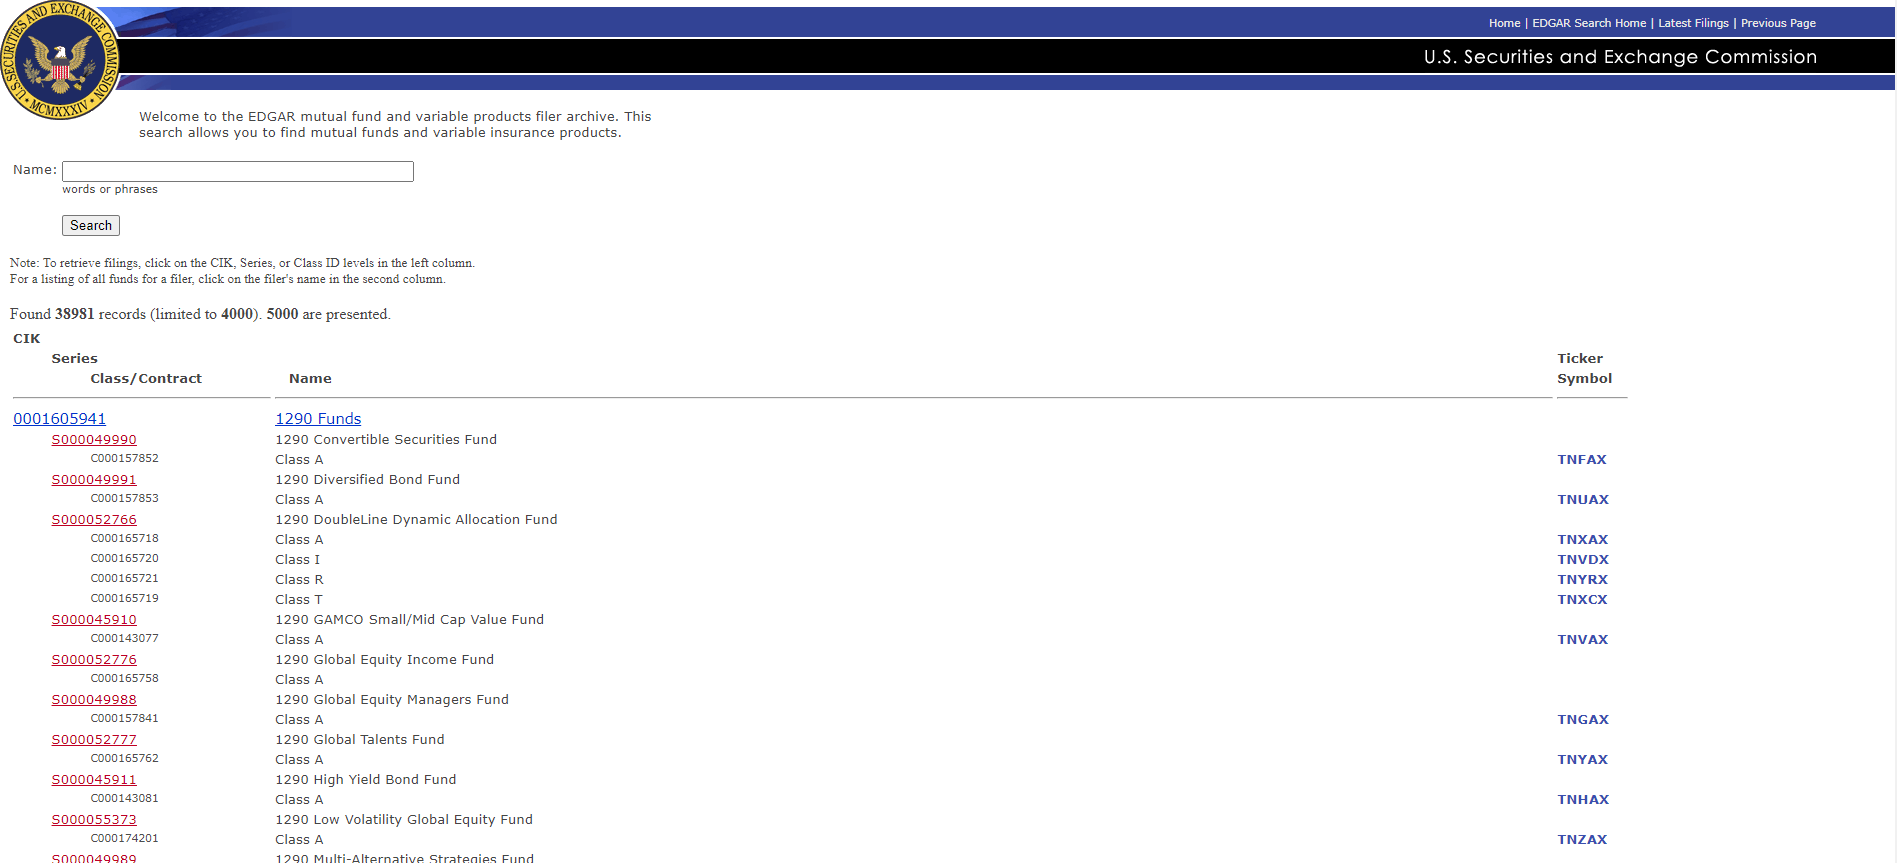 U.S. SECURITIES AND EXCHANGE COMMISSION
MCMXXXIV
Home | EDGAR Search Home | Latest Filings | Previous Page
U.S. Securities and Exchange Commission
Welcome to the EDGAR mutual fund and variable products filer archive. This
search allows you to find mutual funds and variable insurance products.
Name:
words or phrases
Search
Note: To retrieve filings, click on the CIK, Series, or Class ID levels in the left column.
For a listing of all funds for a filer, click on the filer's name in the second column.
Found 38981 records (limited to 4000). 5000 are presented.
CIK
Series Ticker
Class/Contract Name Symbol
0001605941 1290 Funds
S000049990 1290 Convertible Securities Fund
C000157852 Class A TNFAX
S000049991 1290 Diversified Bond Fund
C000157853 Class A TNUAX
S000052766 1290 DoubleLine Dynamic Allocation Fund
C000165718 Class A TNXAX
C000165720 Class I TNVDX
C000165721 Class R TNYRX
C000165719 Class T TNXCX
S000045910 1290 GAMCO Small/Mid Cap Value Fund
C000143077 Class A TNVAX
S000052776 1290 Global Equity Income Fund
C000165758 Class A
S000049988 1290 Global Equity Managers Fund
C000157841 Class A TNGAX
S000052777 1290 Global Talents Fund
C000165762 Class A TNYAX
S000045911 1290 High Yield Bond Fund
C000143081 Class A TNHAX
S000055373 1290 Low Volatility Global Equity Fund
C000174201 Class A TNZAX
S000049989 1290 Multi-Alternative Strategies Fund